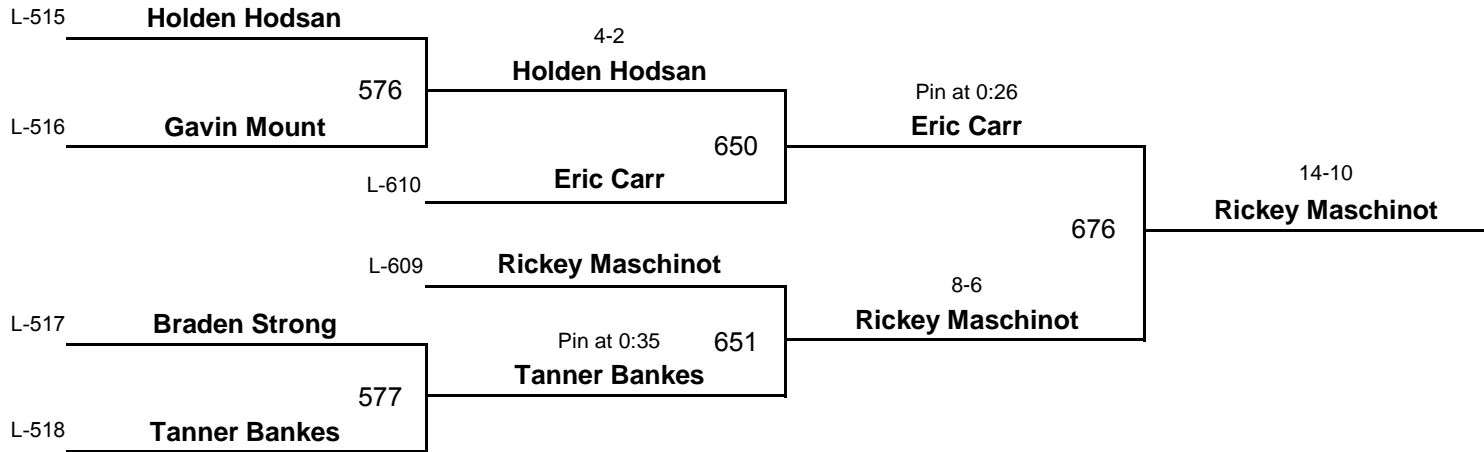 L-515
Holden Hodsan
4-2
Holden Hodsan
576
Pin at 0:26
Eric Carr
L-516
Gavin Mount
650
L-610
Eric Carr
14-10
Rickey Maschinot
676
L-609
Rickey Maschinot
8-6
Rickey Maschinot
L-517
Braden Strong
Pin at 0:35
651
Tanner Bankes
577
L-518
Tanner Bankes